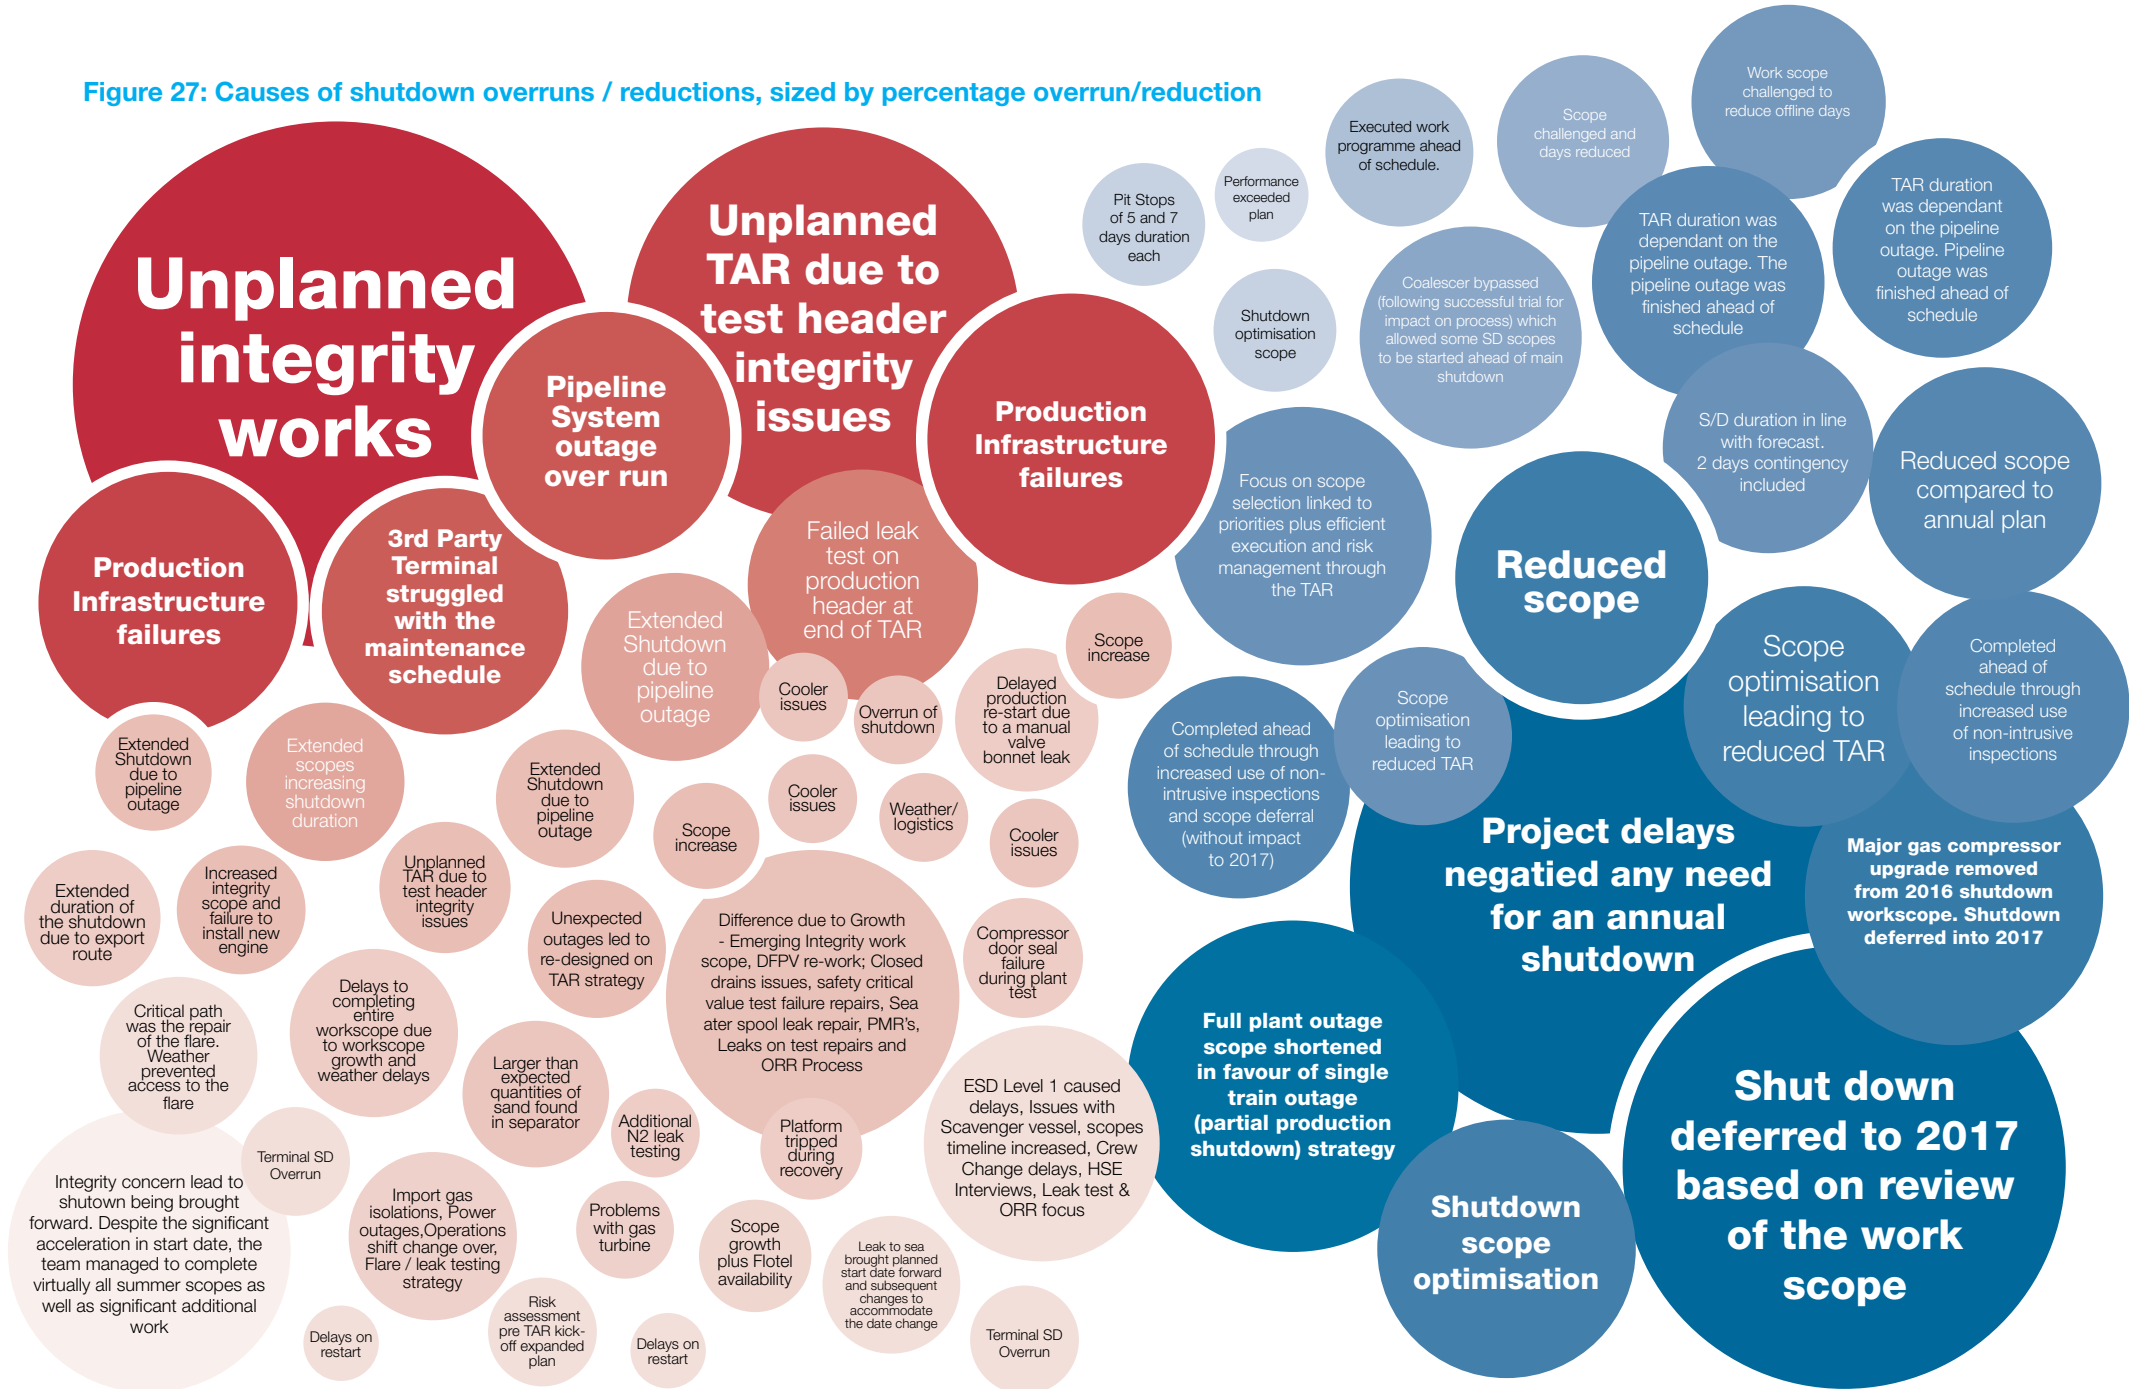 Figure 27: Causes of shutdown overruns / reductions, sized by percentage overrun/reduction
Unplanned
integrity
works
Unplanned
TAR due to
test header
integrity
issues
Pipeline
System
outage
over run
Production
Infrastructure
failures
Production
Infrastructure
failures
3rd Party
Terminal
struggled
with the
maintenance
schedule
Failed leak
test on
production
header at
end of TAR
Extended
Shutdown
due to
pipeline
outage
Scope
increase
Cooler
issues
Overrun of
shutdown
Delayed
production
re-start due
to a manual
valve
bonnet leak
Extended
Shutdown
due to
pipeline
outage
Extended
scopes
increasing
shutdown
duration
Extended
Shutdown
due to
pipeline
outage
Scope
increase
Cooler
issues
Weather/
logistics
Cooler
issues
Extended
duration of
the shutdown
due to export
route
Increased
integrity
scope and
failure to
install new
engine
Unplanned
TAR due to
test header
integrity
issues
Unexpected
outages led to
re-designed on
TAR strategy
Difference due to Growth
- Emerging Integrity work
scope, DFPV re-work; Closed
drains issues, safety critical
value test failure repairs, Sea
ater spool leak repair, PMR's,
Leaks on test repairs and
ORR Process
Compressor
door seal
failure
during plant
test
Critical path
was the repair
of the flare.
Weather
prevented
access to the
flare
Delays to
completing
entire
workscope due
to workscope
growth and
weather delays
Larger than
expected
quantities of
sand found
in separator
Additional
N2 leak
testing
Platform
tripped
during
recovery
ESD Level 1 caused
delays, Issues with
Scavenger vessel, scopes
timeline increased, Crew
Change delays, HSE
Interviews, Leak test &
ORR focus
Integrity concern lead to
shutown being brought
forward. Despite the significant
acceleration in start date, the
team managed to complete
virtually all summer scopes as
well as significant additional
work
Terminal SD
Overrun
Import gas
isolations, Power
outages,Operations
shift change over,
Flare / leak testing
strategy
Problems
with gas
turbine
Scope
growth
plus Flotel
availability
Leak to sea
brought planned
start date forward
and subsequent
changes to
accommodate
the date change
Delays on
restart
Risk
assessment
pre TAR kick-
off expanded
plan
Delays on
restart
Terminal SD
Overrun
Pit Stops
of 5 and 7
days duration
each
Performance
exceeded
plan
Executed work
programme ahead
of schedule.
Scope
challenged and
days reduced
Work scope
challenged to
reduce offline days
Shutdown
optimisation
scope
Coalescer bypassed
(following successful trial for
impact on process) which
allowed some SD scopes
to be started ahead of main
shutdown
TAR duration was
dependant on the
pipeline outage. The
pipeline outage was
finished ahead of
schedule
TAR duration
was dependant
on the pipeline
outage. Pipeline
outage was
finished ahead of
schedule
Focus on scope
selection linked to
priorities plus efficient
execution and risk
management through
the TAR
S/D duration in line
with forecast.
2 days contingency
included
Reduced scope
compared to
annual plan
Reduced
scope
Completed ahead
of schedule through
increased use of non-
intrusive inspections
and scope deferral
(without impact
to 2017)
Scope
optimisation
leading to
reduced TAR
Scope
optimisation
leading to
reduced TAR
Completed
ahead of
schedule through
increased use
of non-intrusive
inspections
Project delays
negatied any need
for an annual
shutdown
Major gas compressor
upgrade removed
from 2016 shutdown
workscope. Shutdown
deferred into 2017
Full plant outage
scope shortened
in favour of single
train outage
(partial production
shutdown) strategy
Shutdown
scope
optimisation
Shut down
deferred to 2017
based on review
of the work
scope